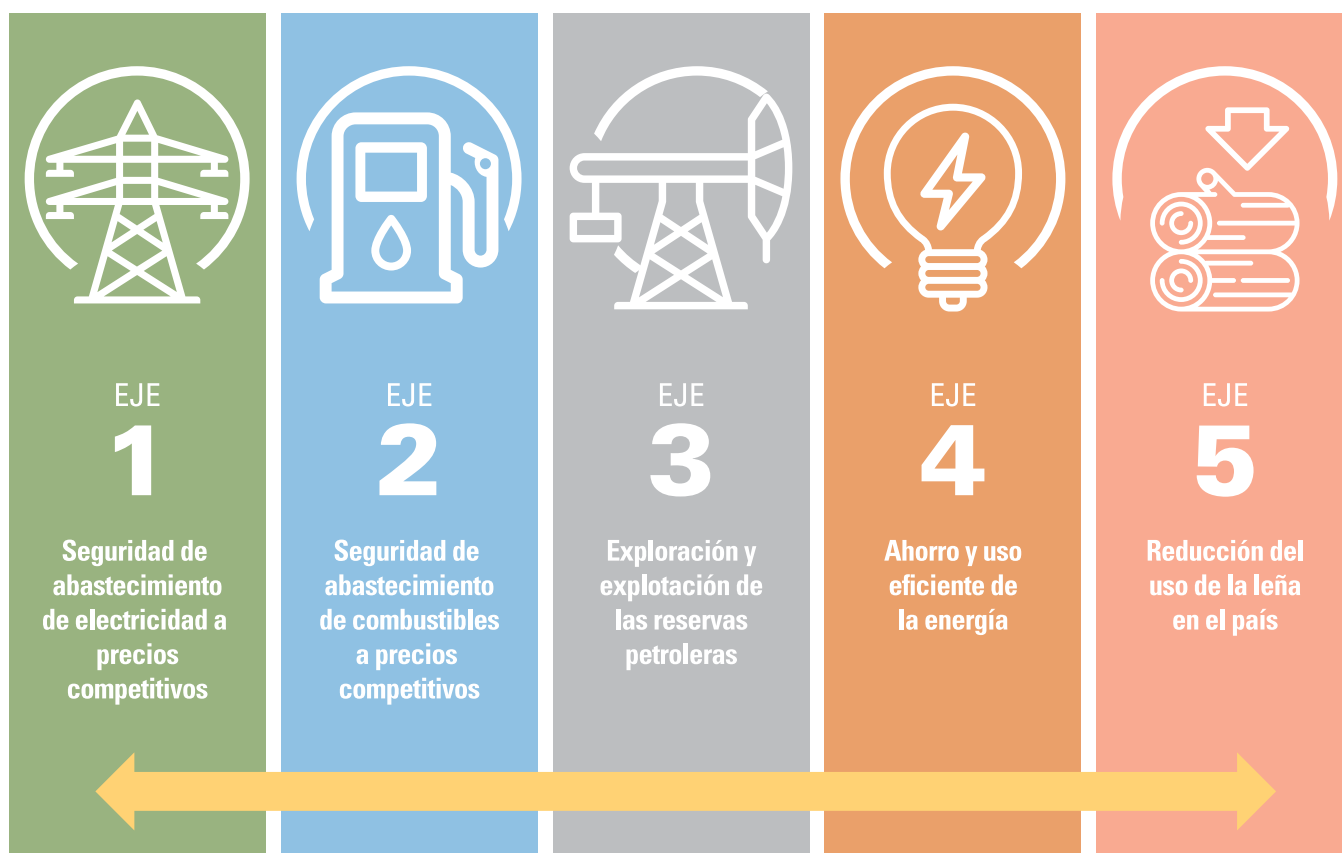 EJE
1
Seguridad de
abastecimiento
de electricidad a
precios
competitivos
EJE
2
Seguridad de
abastecimiento
de combustibles
a precios
competitivos
EJE
3
Exploración y
explotación de
las reservas
petroleras
EJE
4
Ahorro y uso
eficiente de
la energía
EJE
5
Reducción del
uso de la leña
en el país